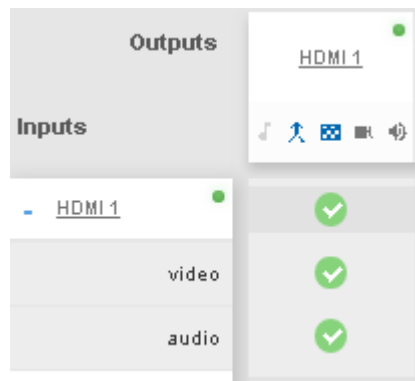 Outputs
HDMI 1
Inputs
- HDMI 1
video
audio